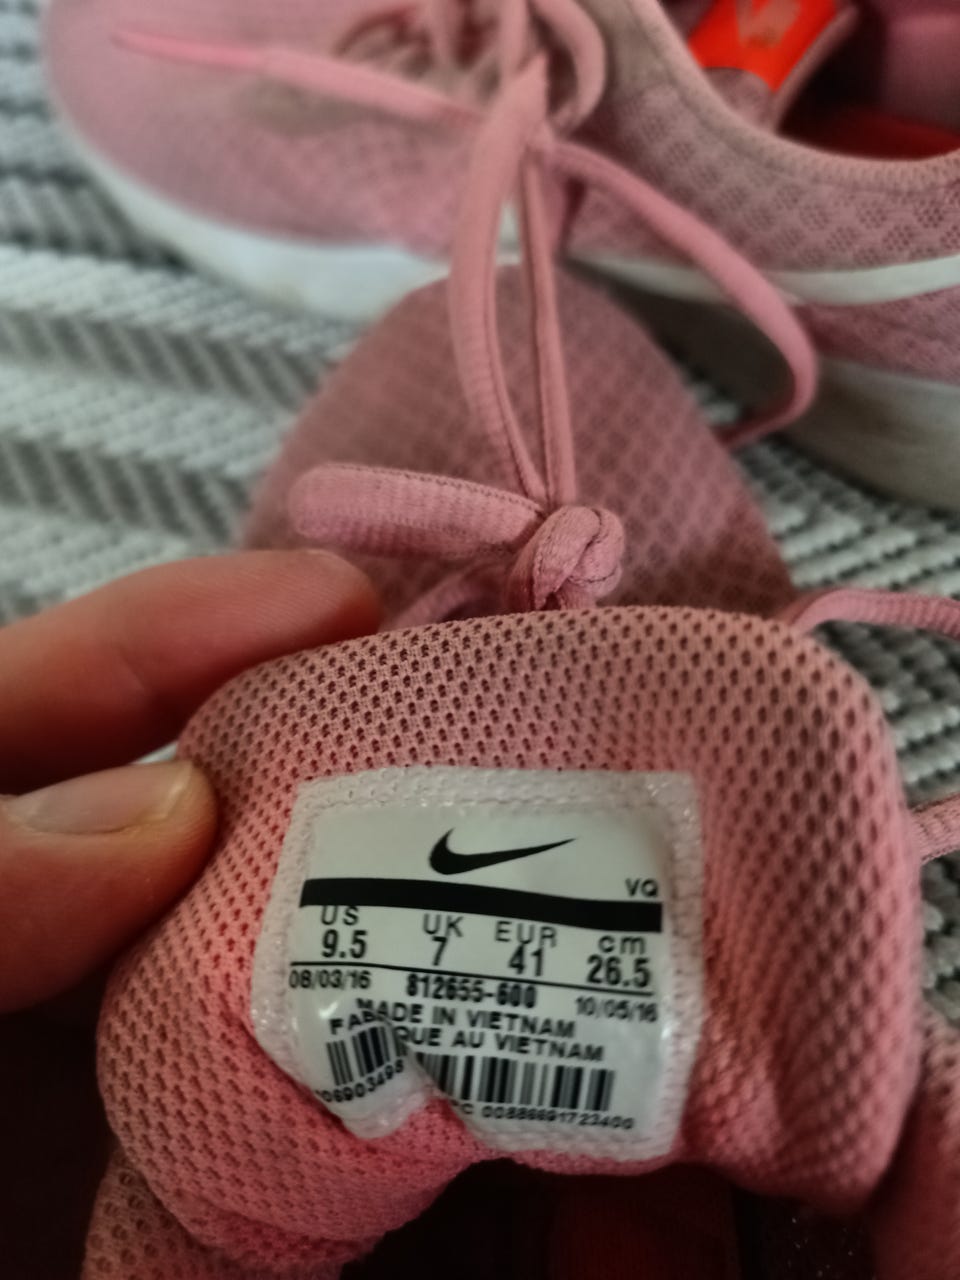 VQ
US UK EUR cm
9.5 7 41 26.5
08/03/16 812655-600 10/05/16
MADE IN VIETNAM
AU VIETNAM